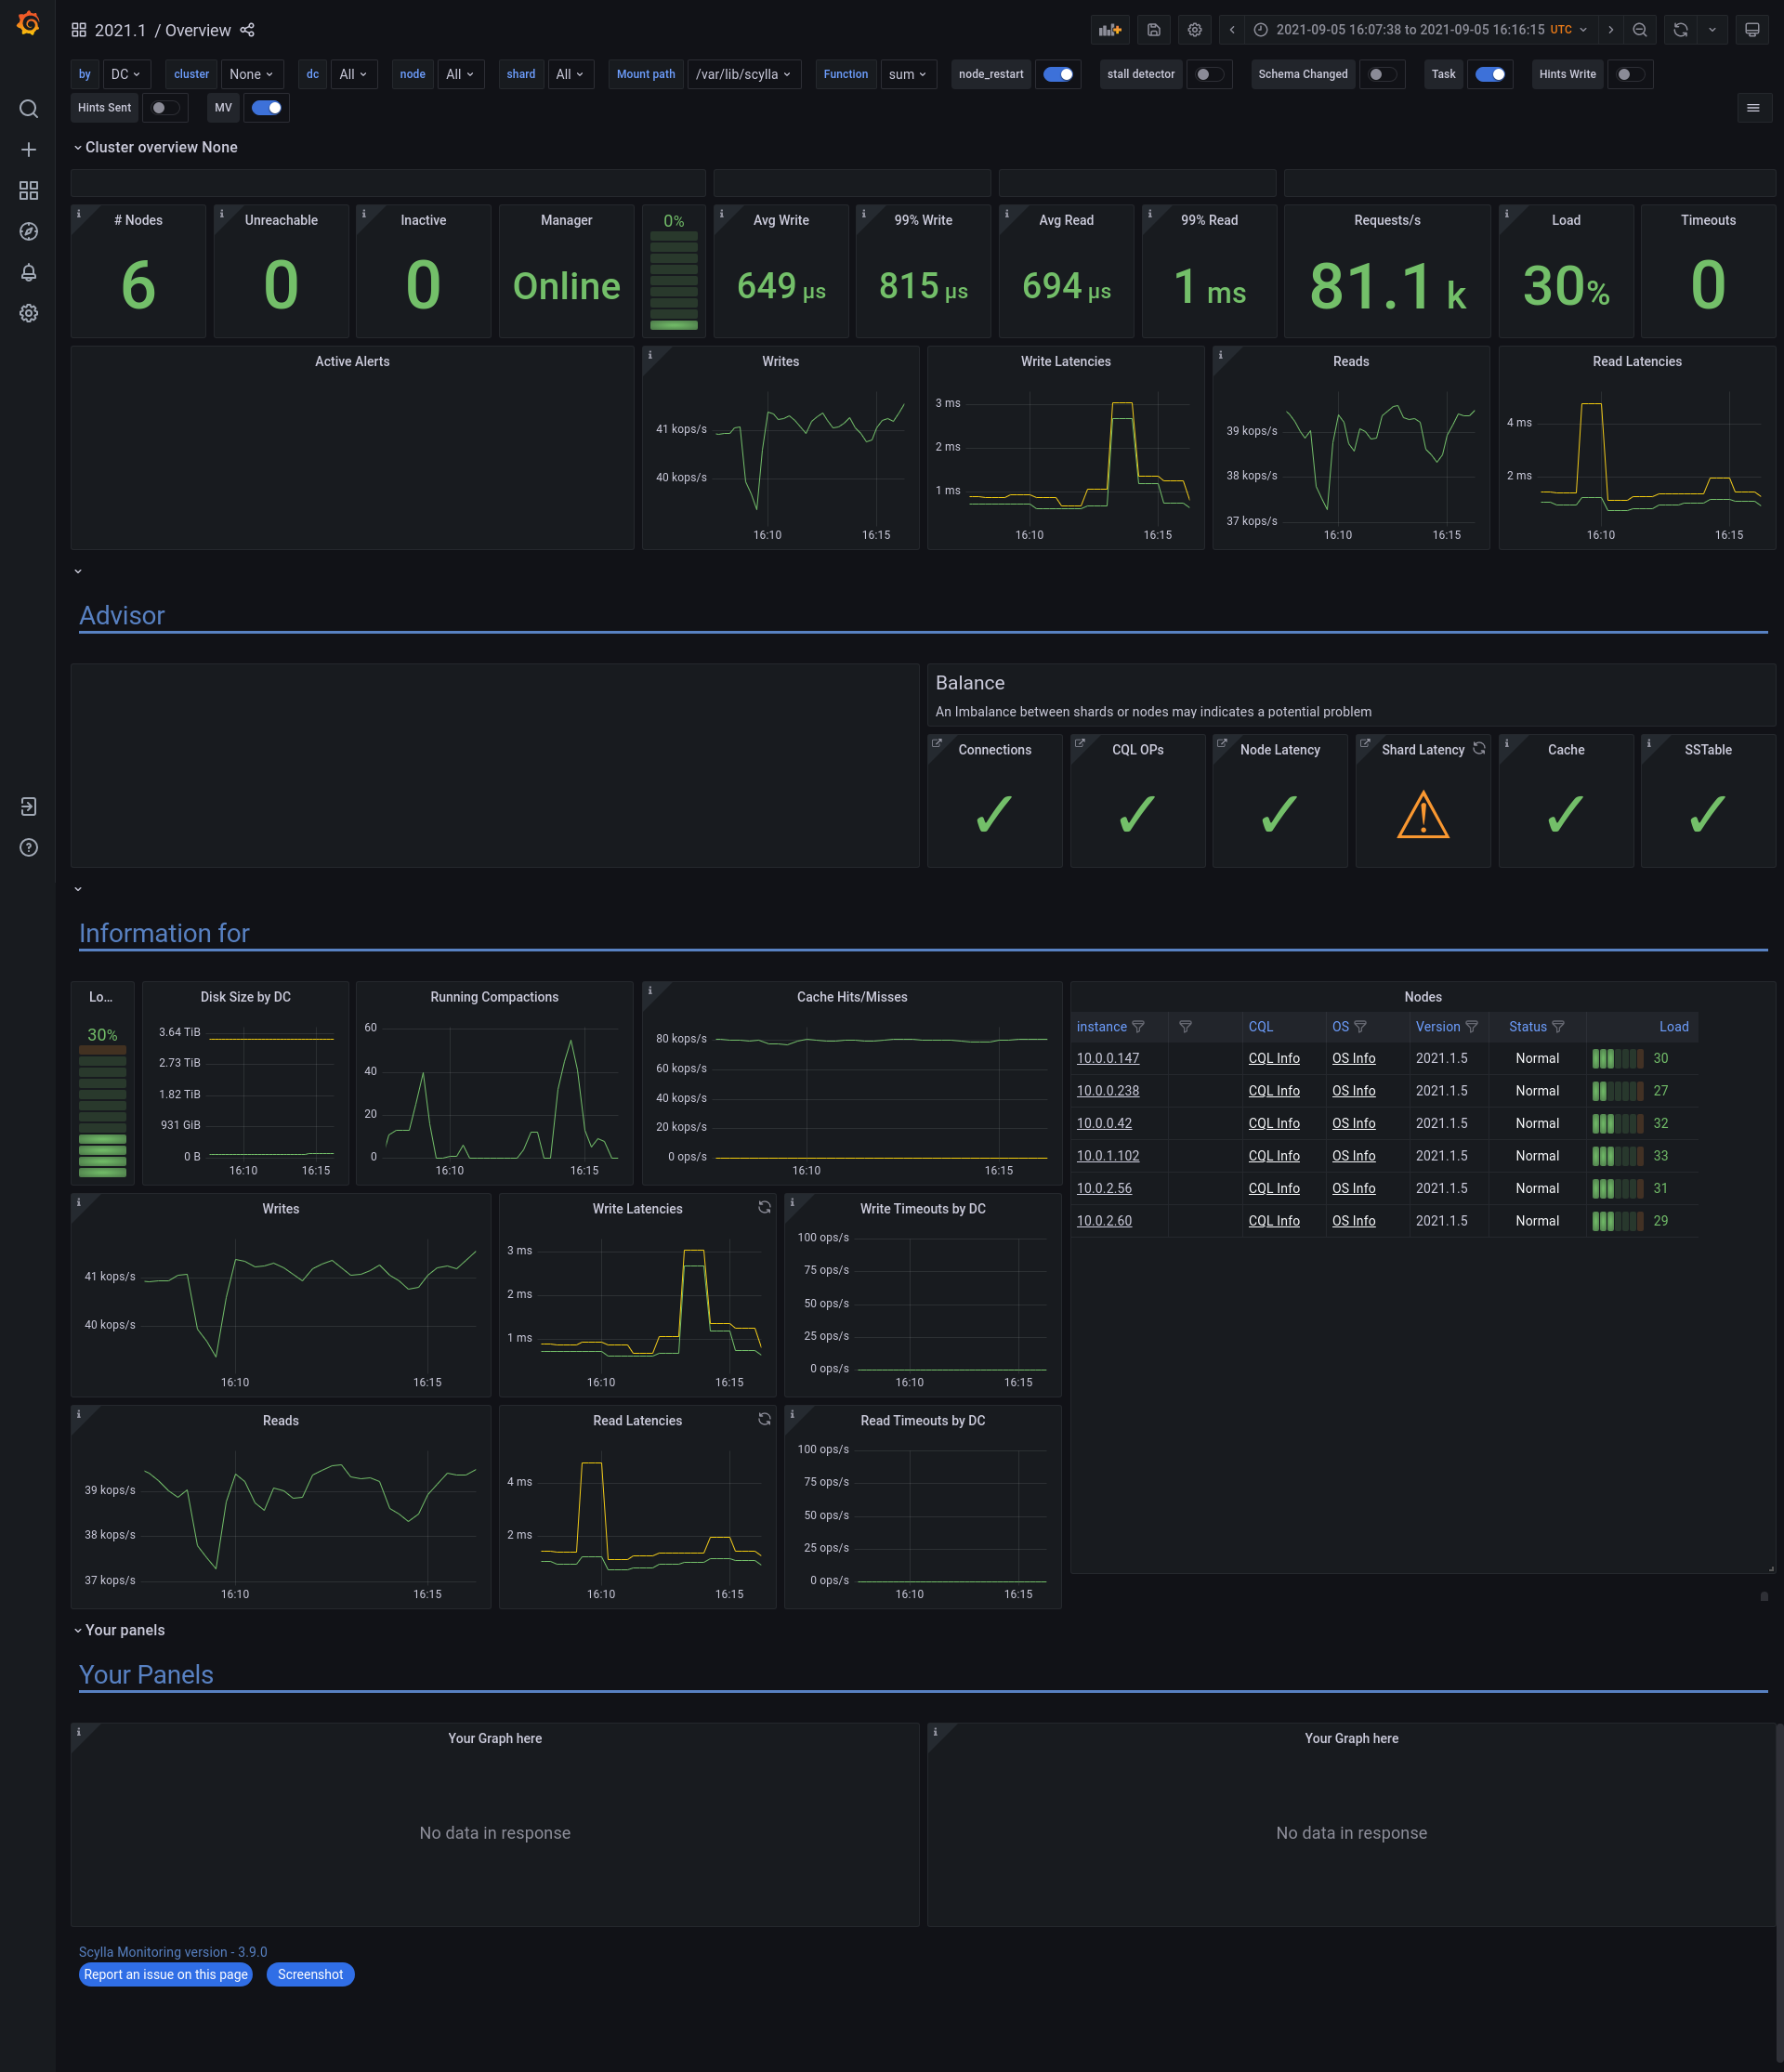 2021.1 / Overview
2021-09-05 16:07:38 to 2021-09-05 16:16:15 UTC
by DC cluster None dc All node All shard All Mount path /var/lib/scylla Function sum node_restart stall detector Schema Changed Task Hints Write
Hints Sent MV
Cluster overview None
# Nodes Unreachable Inactive Manager 0% Avg Write 99% Write Avg Read 99% Read Requests/s Load Timeouts
6 0 0 Online 649 µs 815 µs 694 µs 1 ms 81.1 k 30% 0
Active Alerts
Writes
41 kops/s
40 kops/s
16:10 16:15
Write Latencies
3 ms
2 ms
1 ms
16:10 16:15
Reads
39 kops/s
38 kops/s
37 kops/s
16:10 16:15
Read Latencies
4 ms
2 ms
16:10 16:15
Advisor
Balance
An Imbalance between shards or nodes may indicates a potential problem
Connections CQL OPs Node Latency Shard Latency Cache SSTable
Information for
Lo...
30%
Disk Size by DC
3.64 TiB
2.73 TiB
1.82 TiB
931 GiB
0 B
16:10 16:15
Running Compactions
60
40
20
0
16:10 16:15
Cache Hits/Misses
80 kops/s
60 kops/s
40 kops/s
20 kops/s
0 ops/s
16:10 16:15
Nodes
instance CQL OS Version Status Load
10.0.0.147 CQL Info OS Info 2021.1.5 Normal 30
10.0.0.238 CQL Info OS Info 2021.1.5 Normal 27
10.0.0.42 CQL Info OS Info 2021.1.5 Normal 32
10.0.1.102 CQL Info OS Info 2021.1.5 Normal 33
10.0.2.56 CQL Info OS Info 2021.1.5 Normal 31
10.0.2.60 CQL Info OS Info 2021.1.5 Normal 29
Writes
41 kops/s
40 kops/s
16:10 16:15
Write Latencies
3 ms
2 ms
1 ms
16:10 16:15
Write Timeouts by DC
100 ops/s
75 ops/s
50 ops/s
25 ops/s
0 ops/s
16:10 16:15
Reads
39 kops/s
38 kops/s
37 kops/s
16:10 16:15
Read Latencies
4 ms
2 ms
16:10 16:15
Read Timeouts by DC
100 ops/s
75 ops/s
50 ops/s
25 ops/s
0 ops/s
16:10 16:15
Your panels
Your Panels
Your Graph here
No data in response
Your Graph here
No data in response
Scylla Monitoring version - 3.9.0
Report an issue on this page Screenshot